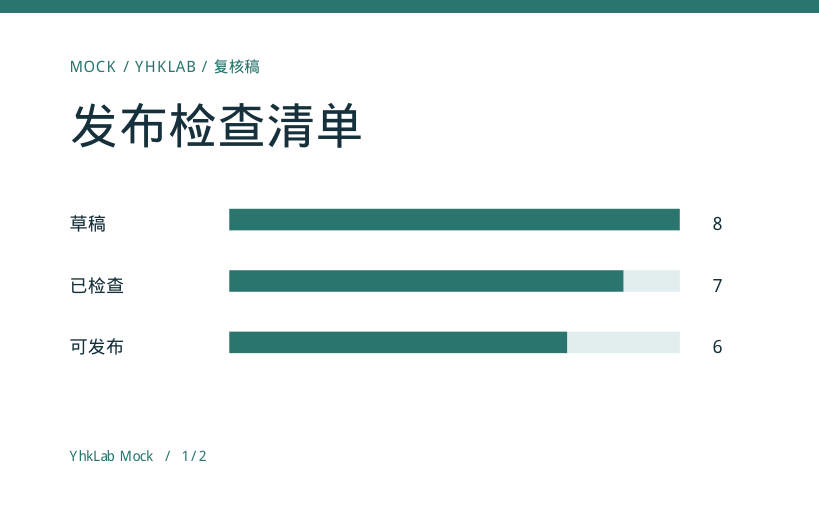 MOCK / YHKLAB / 复核稿
发布检查清单
草稿 8
已检查 7
可发布 6
YhkLab Mock / 1/2